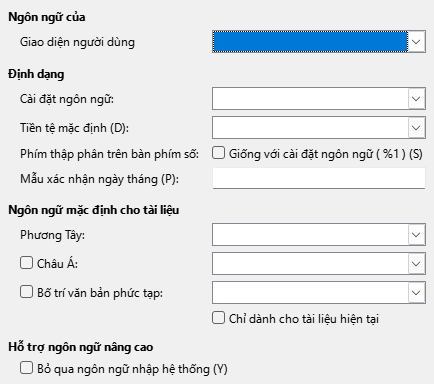 Ngôn ngữ của
Giao diện người dùng
Định dạng
Cài đặt ngôn ngữ:
Tiền tệ mặc định (D):
Phím thập phân trên bàn phím số: Giống với cài đặt ngôn ngữ ( %1 ) (S)
Mẫu xác nhận ngày tháng (P):
Ngôn ngữ mặc định cho tài liệu
Phương Tây:
Châu Á:
Bố trí văn bản phức tạp:
Chỉ dành cho tài liệu hiện tại
Hỗ trợ ngôn ngữ nâng cao
Bỏ qua ngôn ngữ nhập hệ thống (Y)